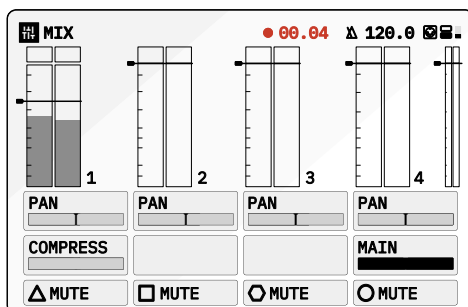 MIX 00.04 120.0
1 2 3 4
PAN PAN PAN PAN
COMPRESS MAIN
MUTE MUTE MUTE MUTE